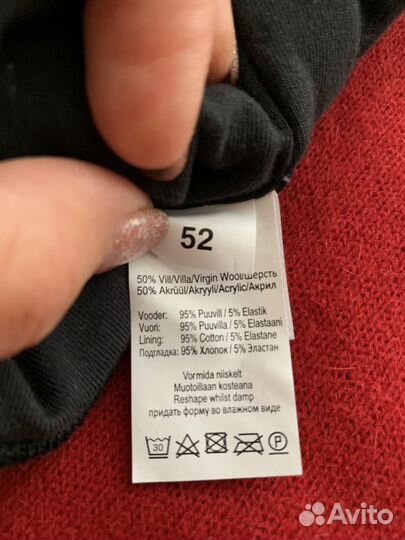 52
50% Vill/Villa/Virgin Wool/Шерсть
50% Akrüül/Akryyli/Acrylic/Акрил
Vooder: 95% Puuvill / 5% Elastik
Vuori: 95% Puuvilla / 5% Elastaani
Lining: 95% Cotton / 5% Elastane
Подгладка: 95% Хлопок / 5% Эластан
Vormida niiskelt
Muotoillaan kosteana
Reshape whilst damp
придать форму во влажном виде
30 P
Avito